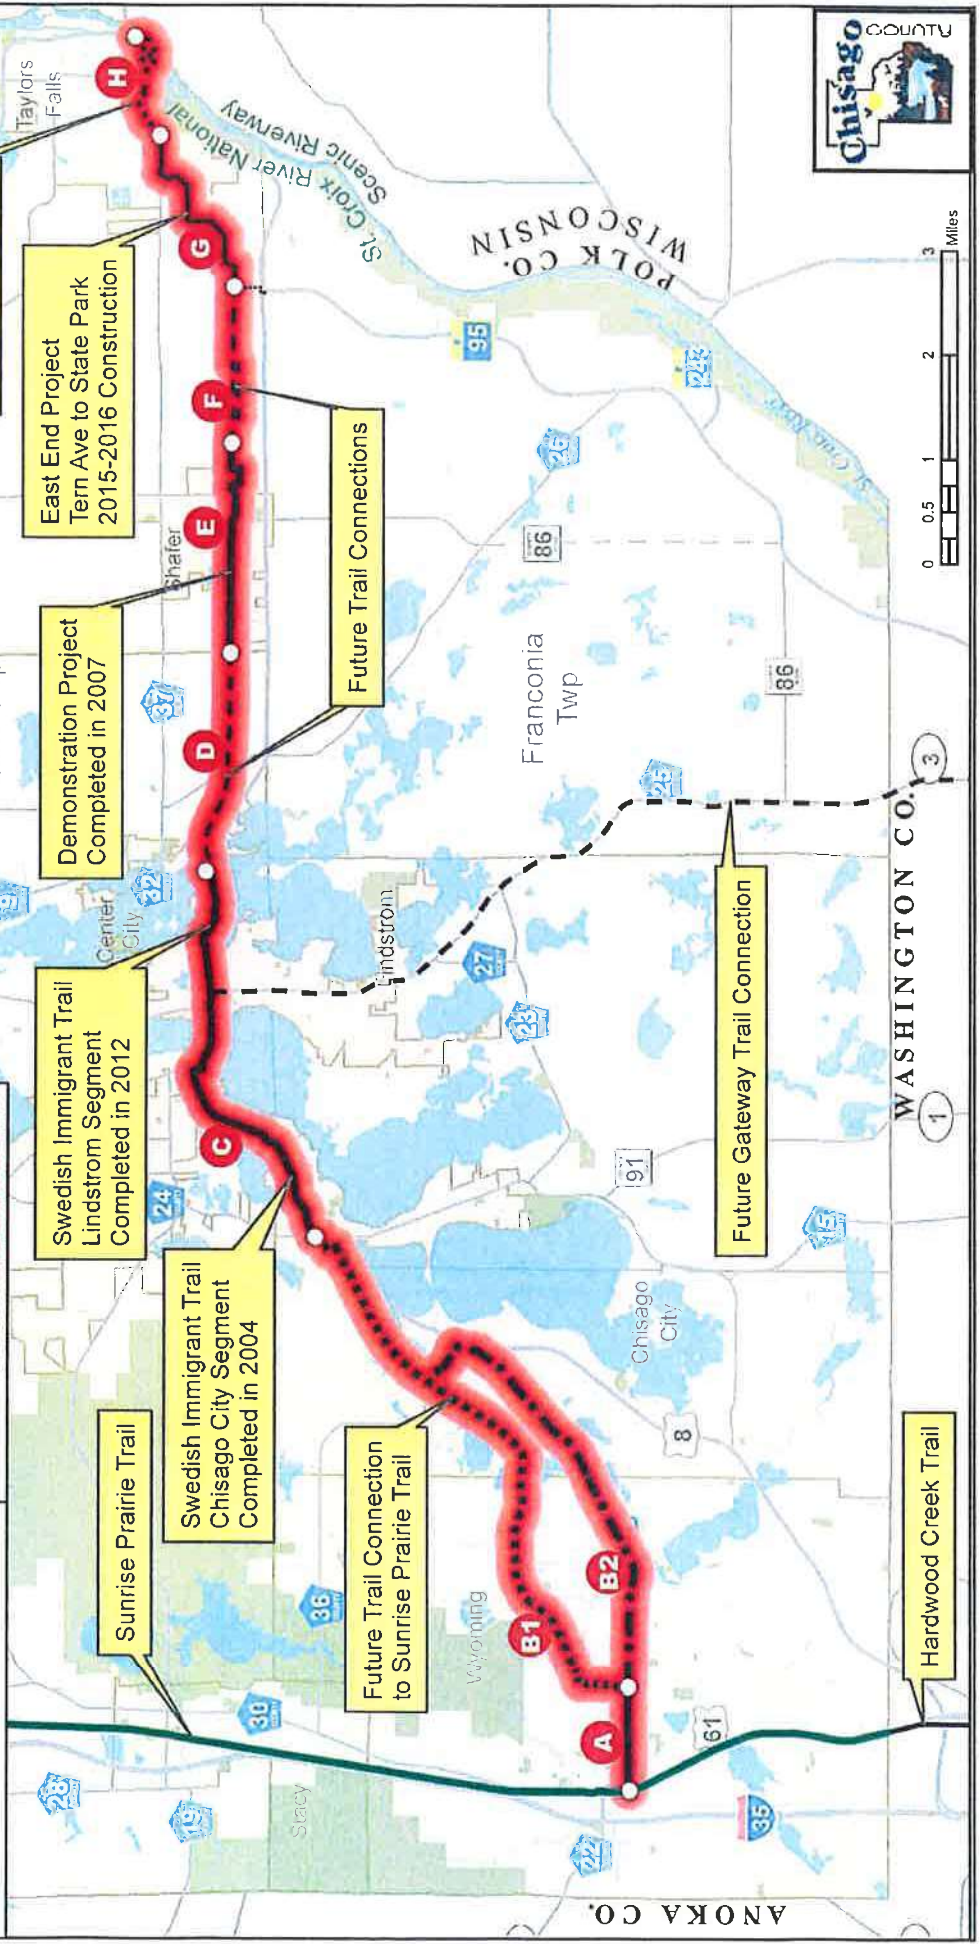 Taylors
Falls
H
St. Croix River National
Scenic Riverway
East End Project
Tern Ave to State Park
2015-2016 Construction
G
F
E
Shafer
Demonstration Project
Completed in 2007
Future Trail Connections
D
37
Center
City
32
Swedish Immigrant Trail
Lindstrom Segment
Completed in 2012
C
24
Swedish Immigrant Trail
Chisago City Segment
Completed in 2004
Sunrise Prairie Trail
Future Trail Connection
to Sunrise Prairie Trail
36
30
28
19
Stacy
Wyoming
B1
B2
A
61
22
35
8
Chisago
City
91
15
23
27
Lindstrom
25
Franconia
Twp
86
86
26
95
243
POLK CO.
WISCONSIN
St. Croix River
Future Gateway Trail Connection
Hardwood Creek Trail
WASHINGTON CO.
1
3
ANOKA CO.
0 0.5 1 2 3
Miles
Chisago
COUNTY